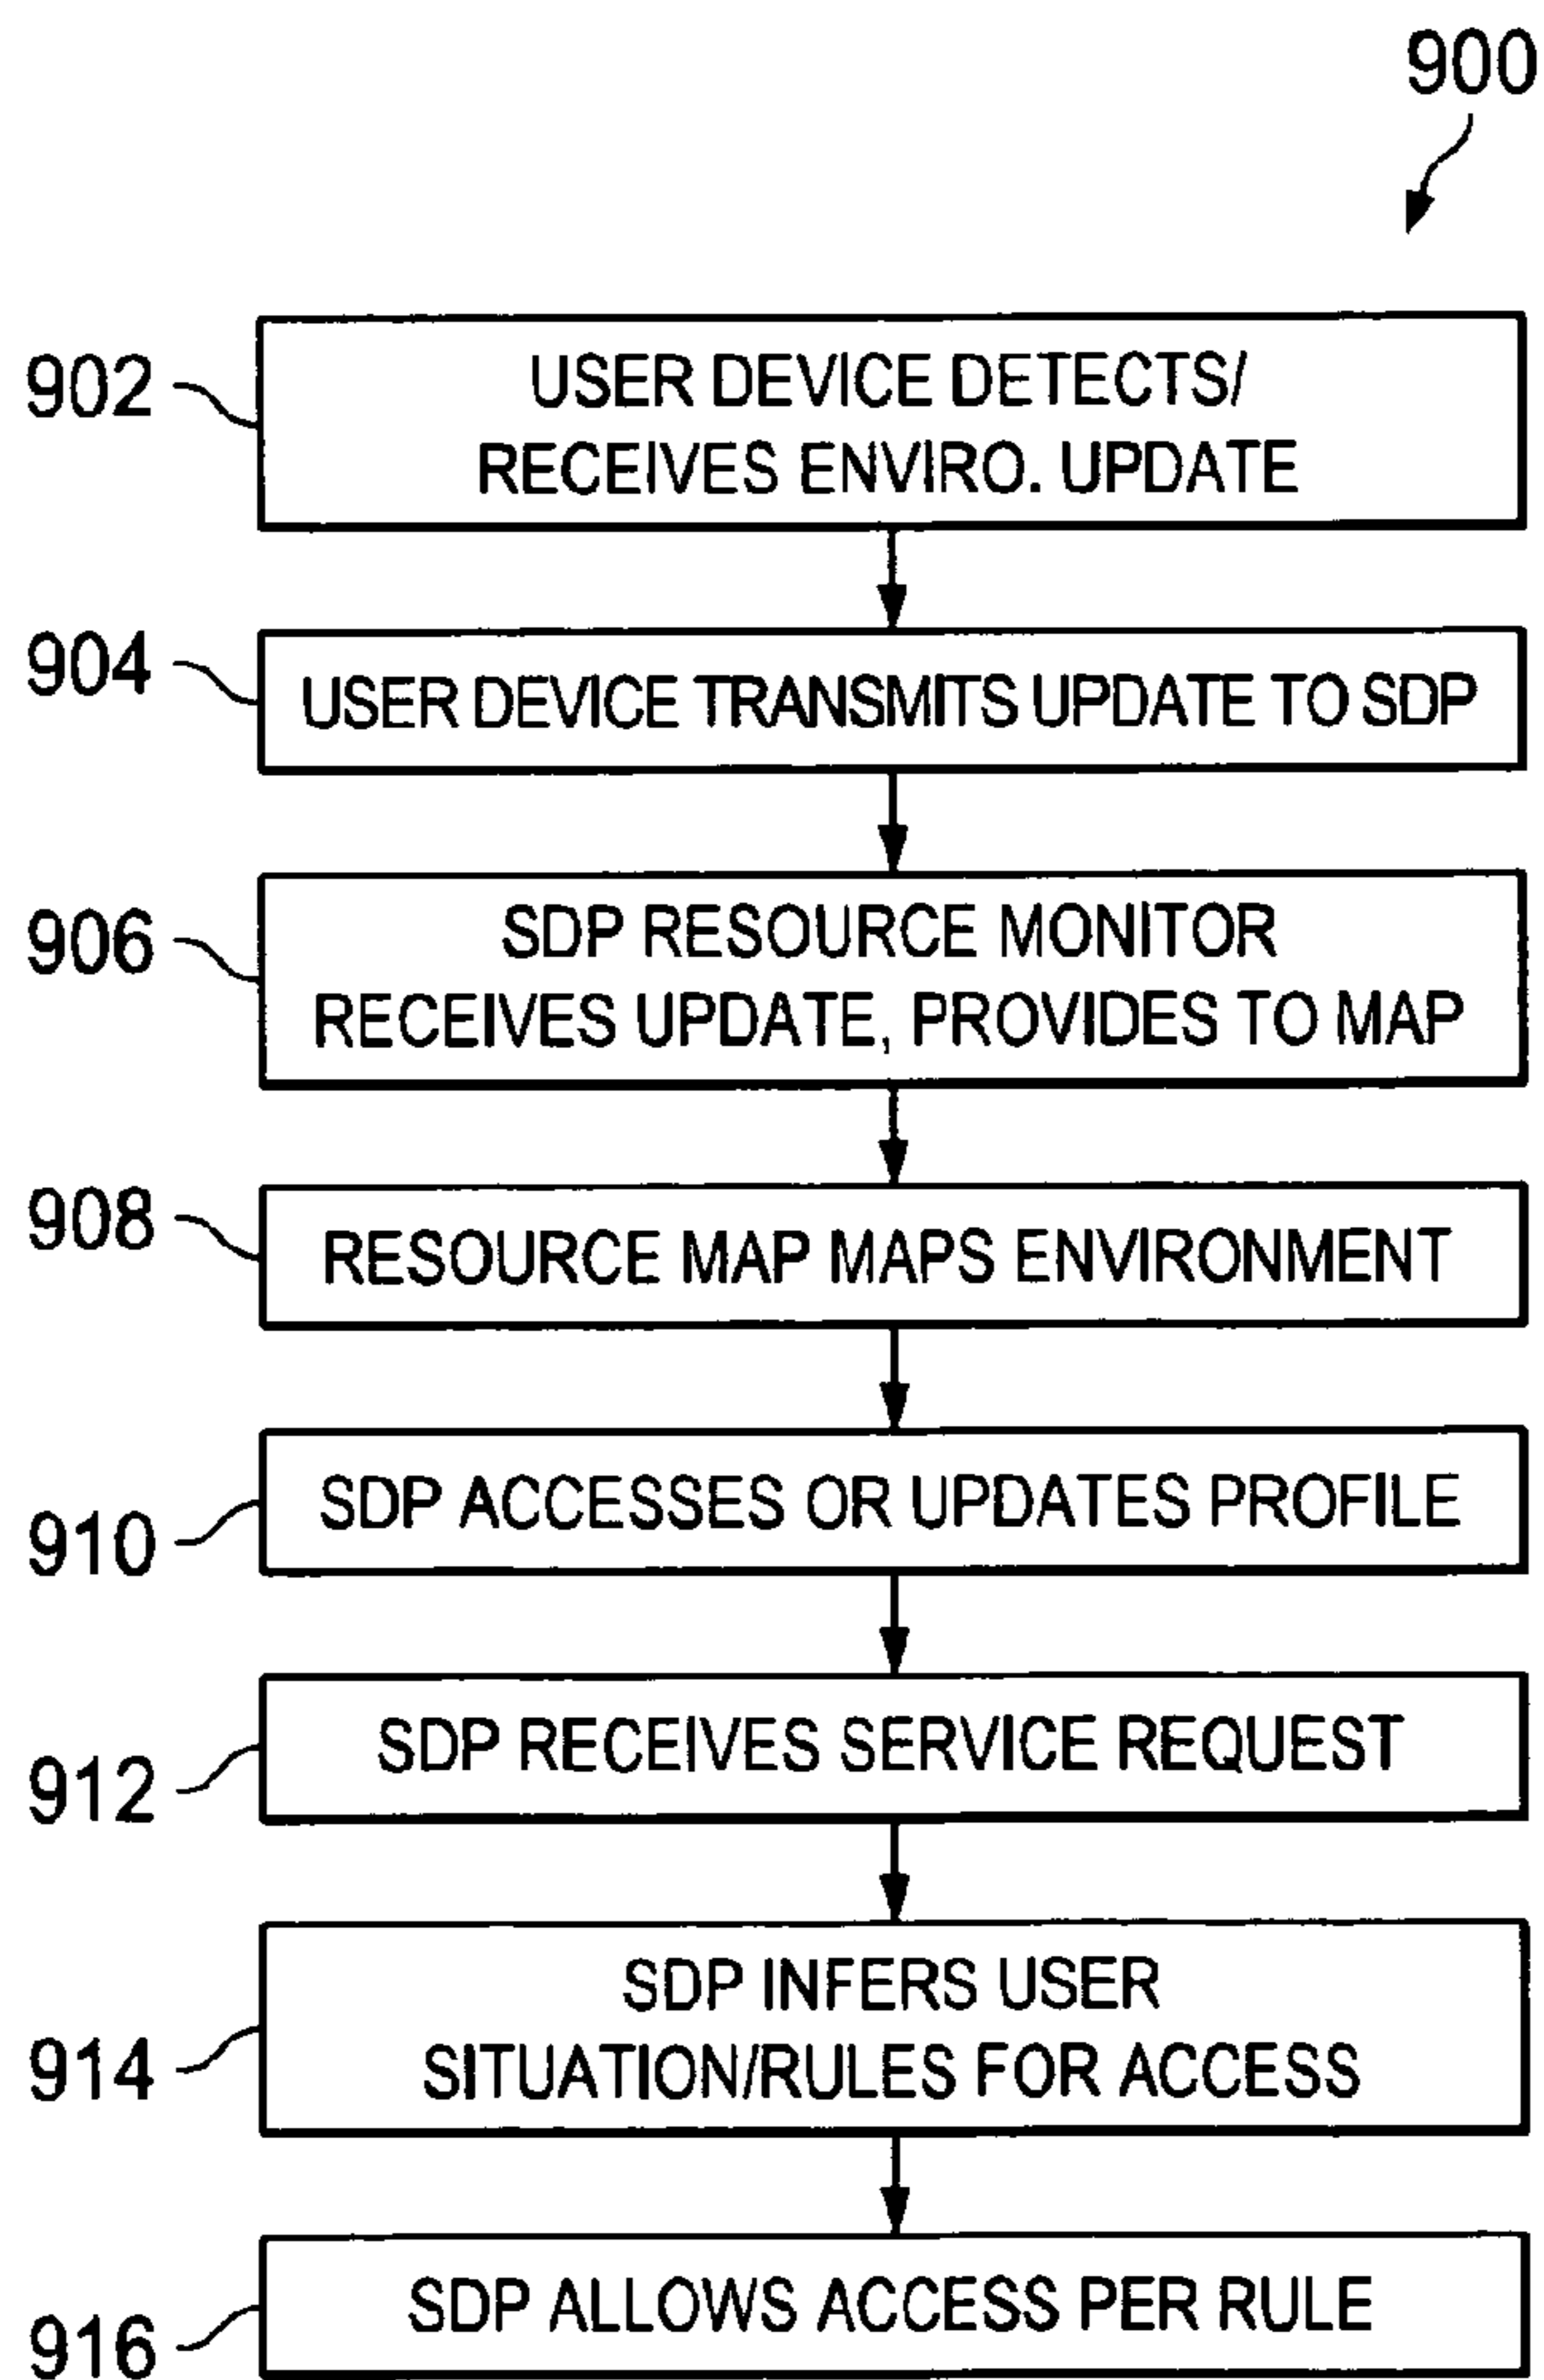 900
902
USER DEVICE DETECTS/
RECEIVES ENVIRO. UPDATE
904
USER DEVICE TRANSMITS UPDATE TO SDP
906
SDP RESOURCE MONITOR
RECEIVES UPDATE, PROVIDES TO MAP
908
RESOURCE MAP MAPS ENVIRONMENT
910
SDP ACCESSES OR UPDATES PROFILE
912
SDP RECEIVES SERVICE REQUEST
914
SDP INFERS USER
SITUATION/RULES FOR ACCESS
916
SDP ALLOWS ACCESS PER RULE